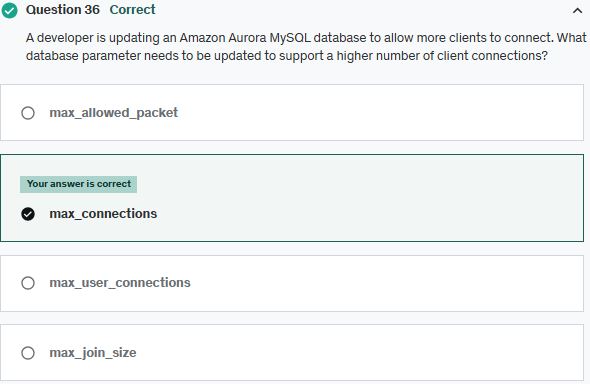 Question 36 Correct
A developer is updating an Amazon Aurora MySQL database to allow more clients to connect. What
database parameter needs to be updated to support a higher number of client connections?
max_allowed_packet
Your answer is correct
max_connections
max_user_connections
max_join_size